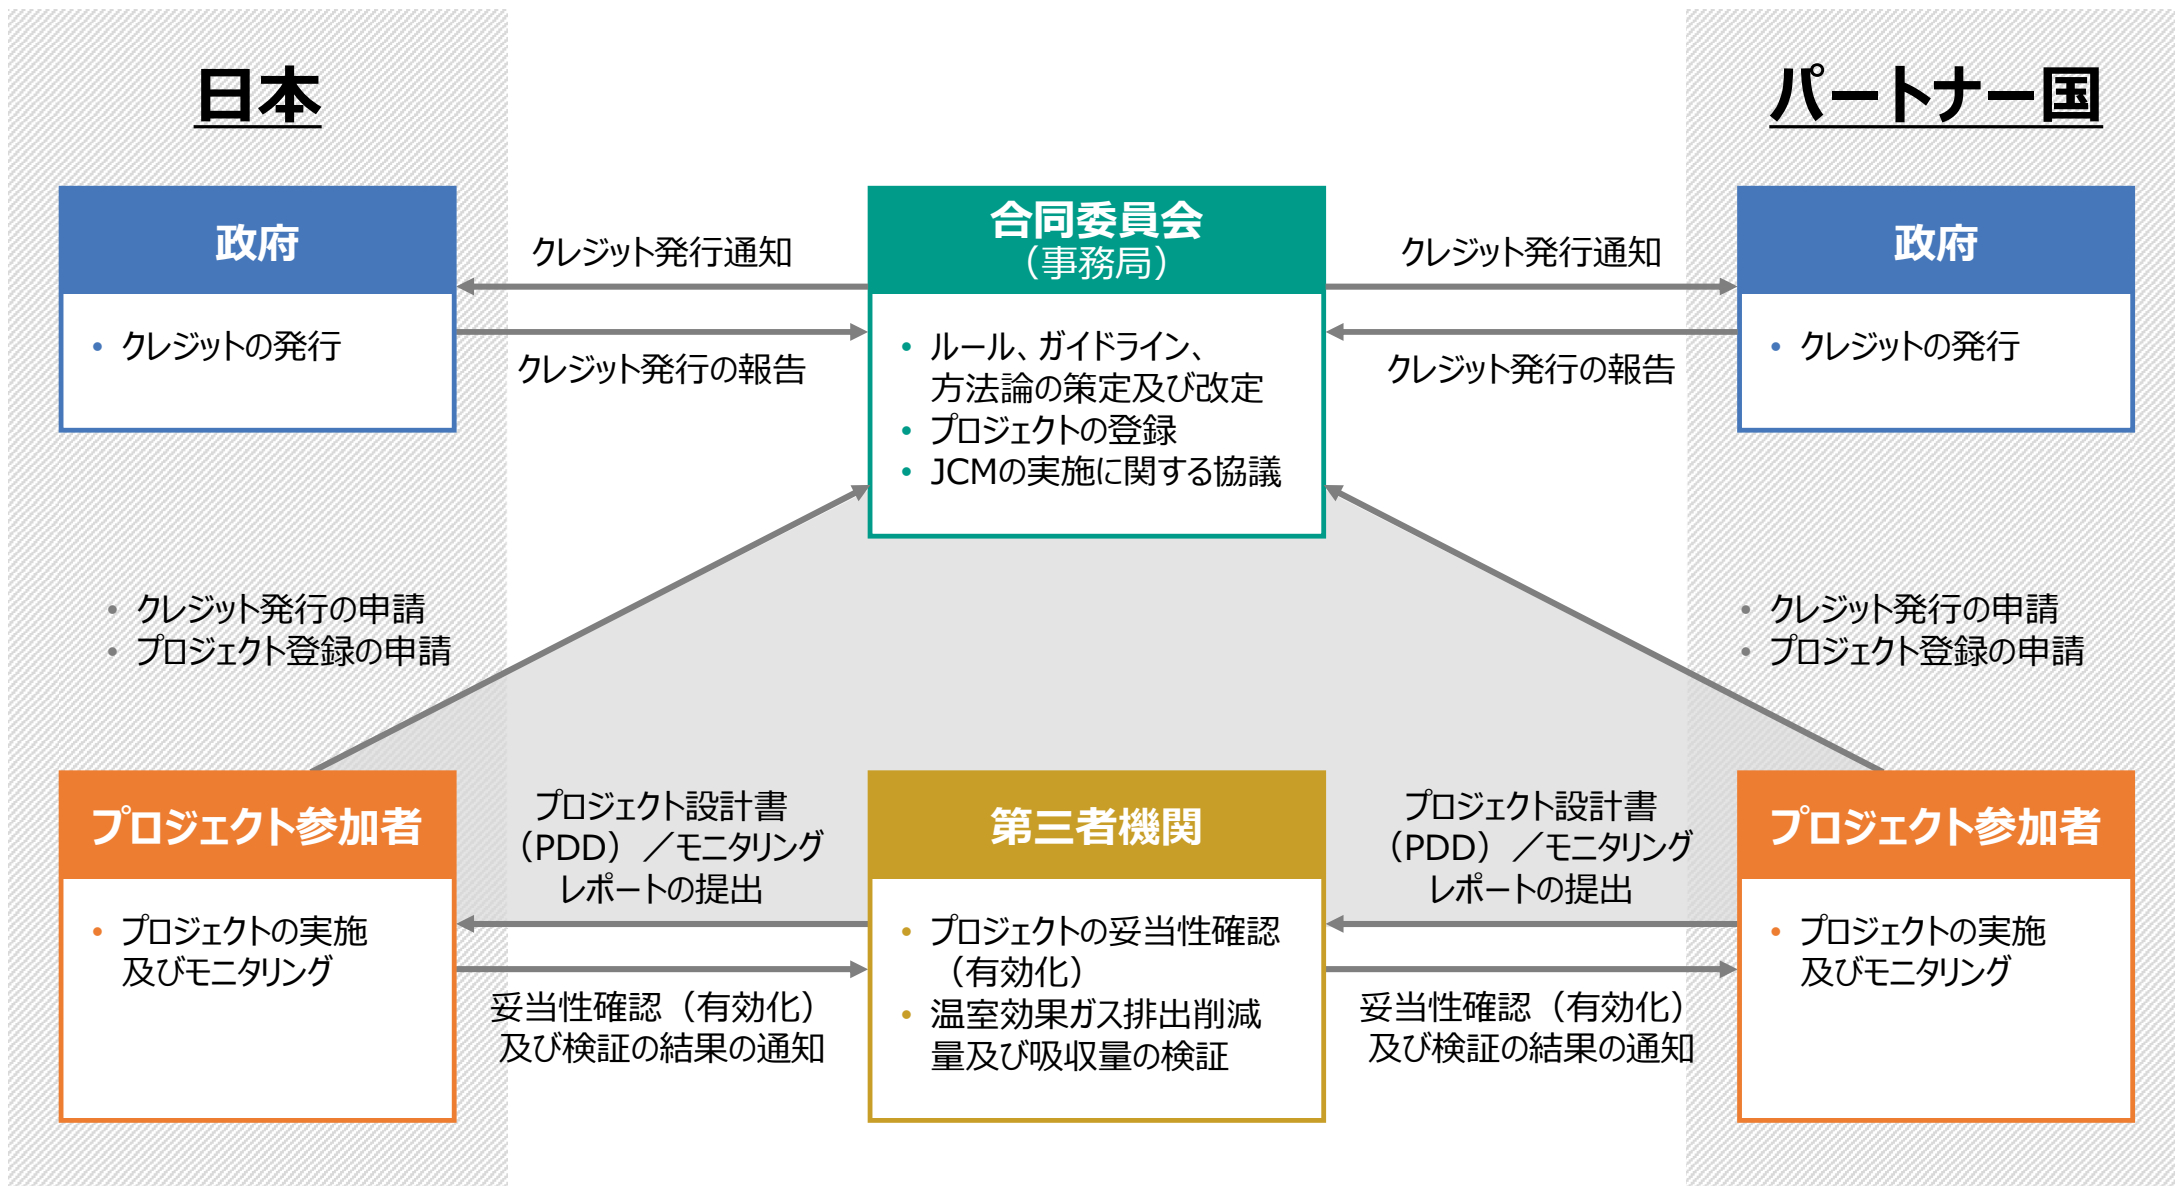 日本
パートナー国
政府
• クレジットの発行
クレジット発行通知
クレジット発行の報告
合同委員会
（事務局）
• ルール、ガイドライン、
方法論の策定及び改定
• プロジェクトの登録
• JCMの実施に関する協議
クレジット発行通知
クレジット発行の報告
政府
• クレジットの発行
• クレジット発行の申請
• プロジェクト登録の申請
• クレジット発行の申請
• プロジェクト登録の申請
プロジェクト参加者
• プロジェクトの実施
及びモニタリング
プロジェクト設計書
（PDD）／モニタリング
レポートの提出
妥当性確認（有効化）
及び検証の結果の通知
第三者機関
• プロジェクトの妥当性確認
（有効化）
• 温室効果ガス排出削減
量及び吸収量の検証
プロジェクト設計書
（PDD）／モニタリング
レポートの提出
妥当性確認（有効化）
及び検証の結果の通知
プロジェクト参加者
• プロジェクトの実施
及びモニタリング